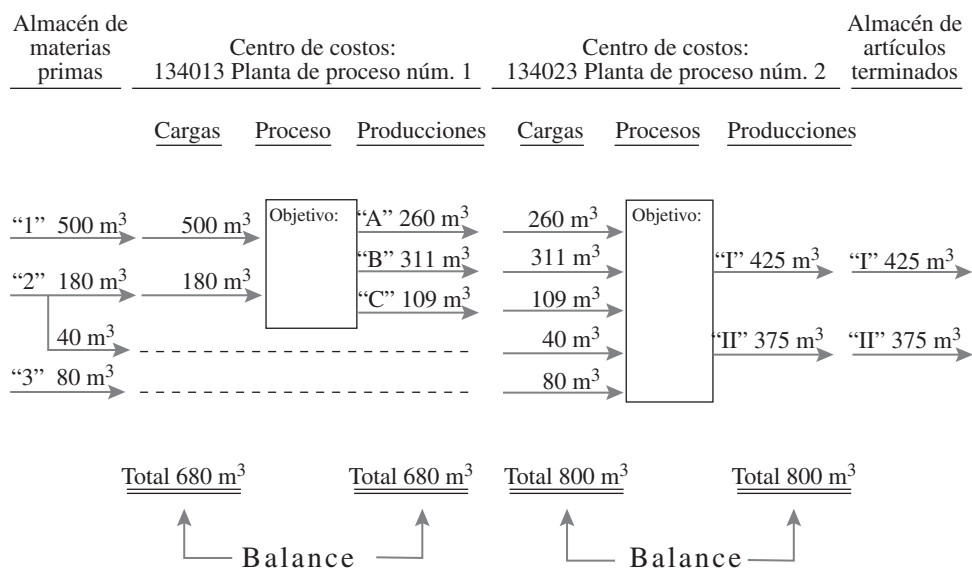 Almacén de
materias
primas
Centro de costos:
134013 Planta de proceso núm. 1
Centro de costos:
134023 Planta de proceso núm. 2
Almacén de
artículos
terminados
Cargas Proceso Producciones Cargas Procesos Producciones
“1” 500 m³ 500 m³ Objetivo: “A” 260 m³ 260 m³ Objetivo:
“B” 311 m³ 311 m³ “I” 425 m³ “I” 425 m³
“2” 180 m³ 180 m³ “C” 109 m³ 109 m³
40 m³ 40 m³ “II” 375 m³ “II” 375 m³
“3” 80 m³ 80 m³
Total 680 m³ Total 680 m³ Total 800 m³ Total 800 m³
Balance Balance